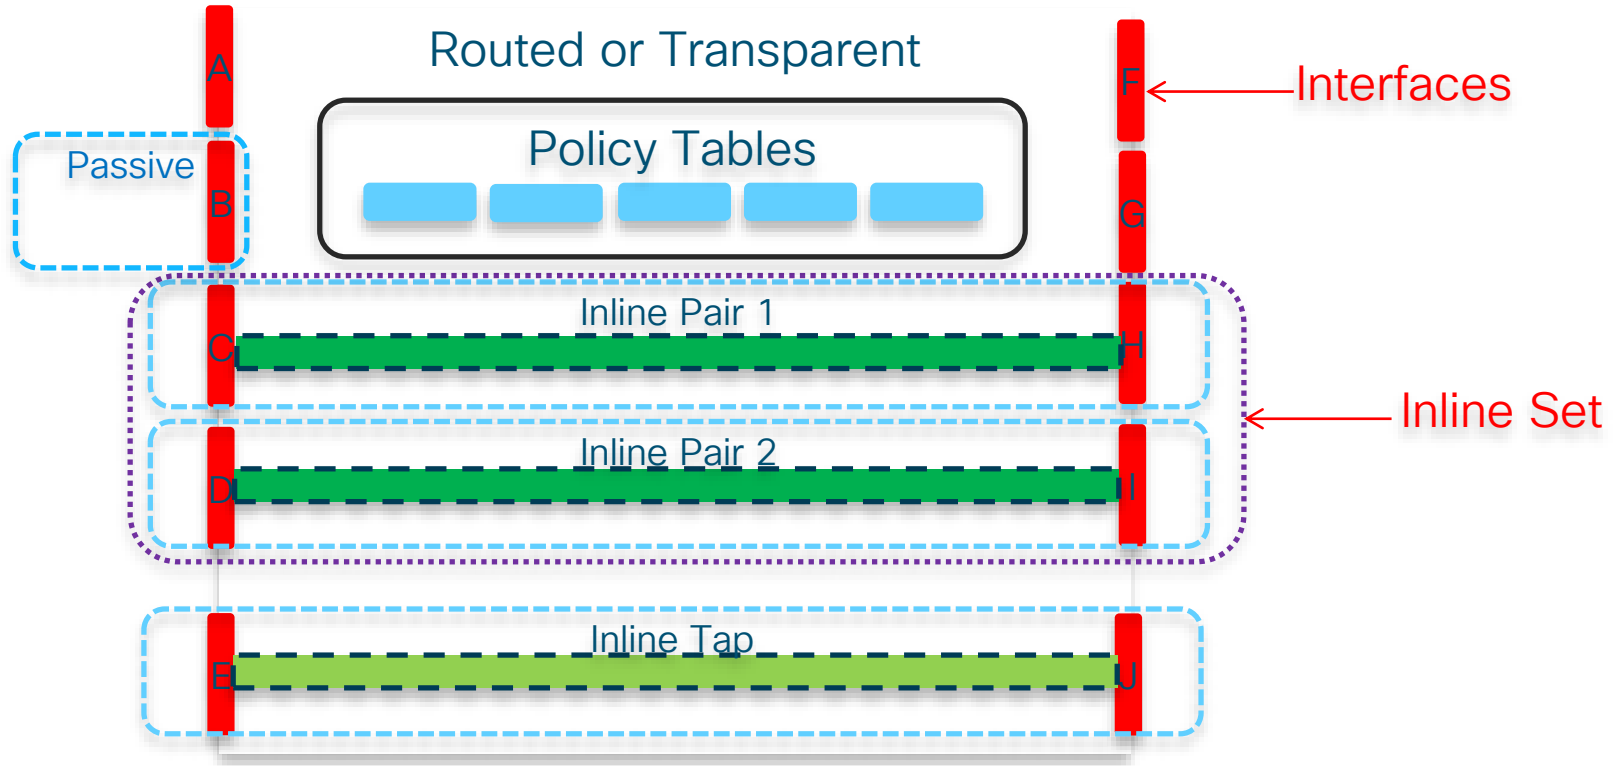 A
Routed or Transparent
F
Interfaces
Policy Tables
Passive
B
G
Inline Pair 1
C
H
Inline Set
Inline Pair 2
D
I
Inline Tap
E
J